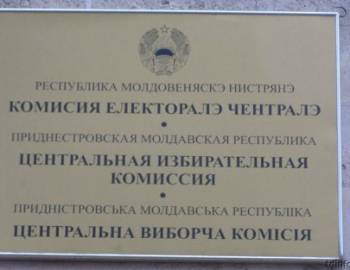 РЕСПУБЛИКА МОЛДОВЕНЯСКЭ НИСТРЯНЭ
КОМИСИЯ ЕЛЕКТОРАЛЭ ЧЕНТРАЛЭ
ПРИДНЕСТРОВСКАЯ МОЛДАВСКАЯ РЕСПУБЛИКА
ЦЕНТРАЛЬНАЯ ИЗБИРАТЕЛЬНАЯ
КОМИССИЯ
ПРИДНІСТРОВСЬКА МОЛДАВСЬКА РЕСПУБЛІКА
ЦЕНТРАЛЬНА ВИБОРЧА КОМІСІЯ